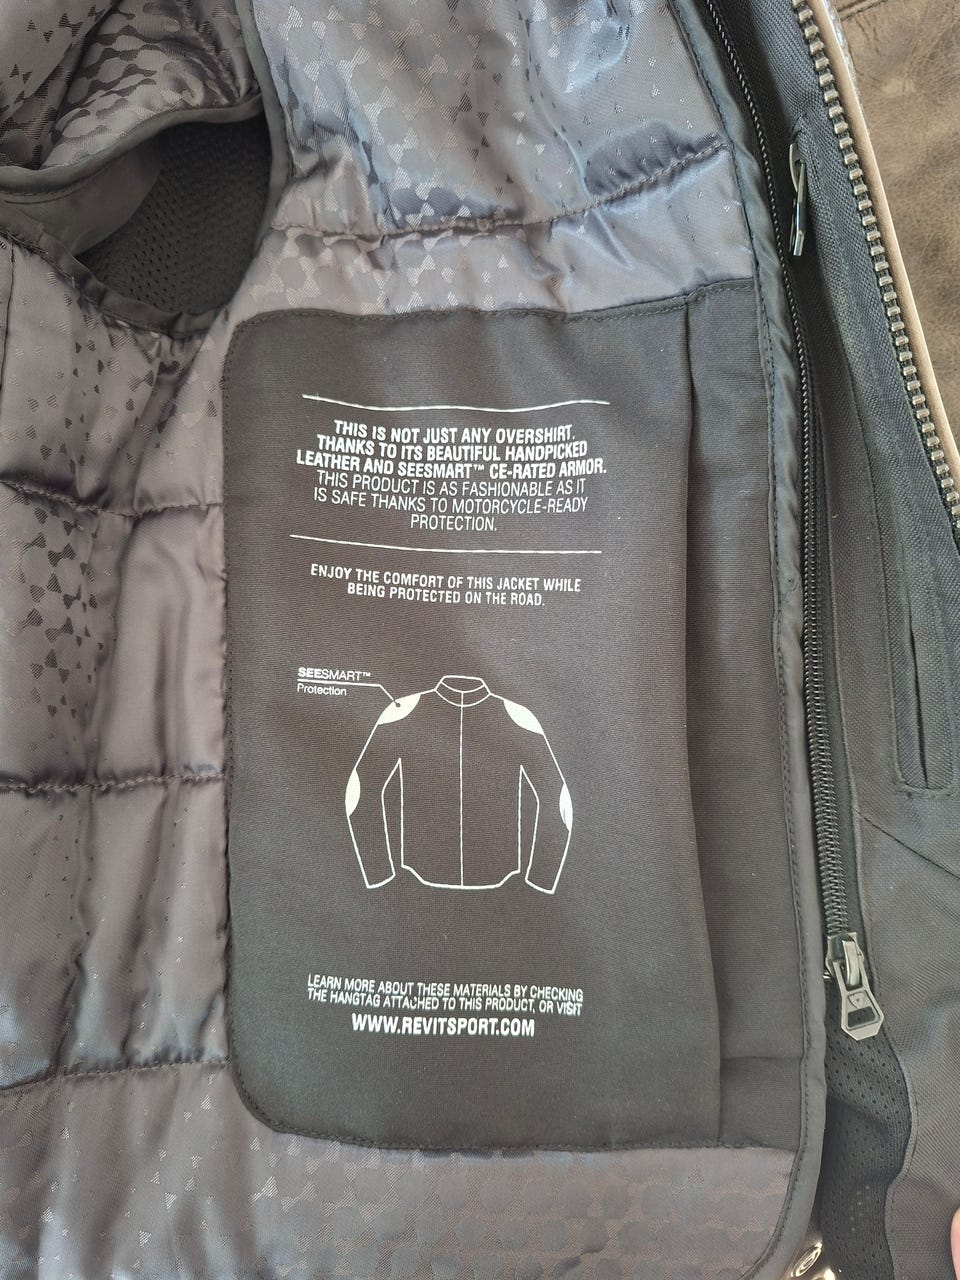 THIS IS NOT JUST ANY OVERSHIRT.
THANKS TO ITS BEAUTIFUL HANDPICKED
LEATHER AND SEESMART™ CE-RATED ARMOR.
THIS PRODUCT IS AS FASHIONABLE AS IT
IS SAFE THANKS TO MOTORCYCLE-READY
PROTECTION.
ENJOY THE COMFORT OF THIS JACKET WHILE
BEING PROTECTED ON THE ROAD.
SEESMART™
Protection
LEARN MORE ABOUT THESE MATERIALS BY CHECKING
THE HANGTAG ATTACHED TO THIS PRODUCT, OR VISIT
WWW.REVITSPORT.COM